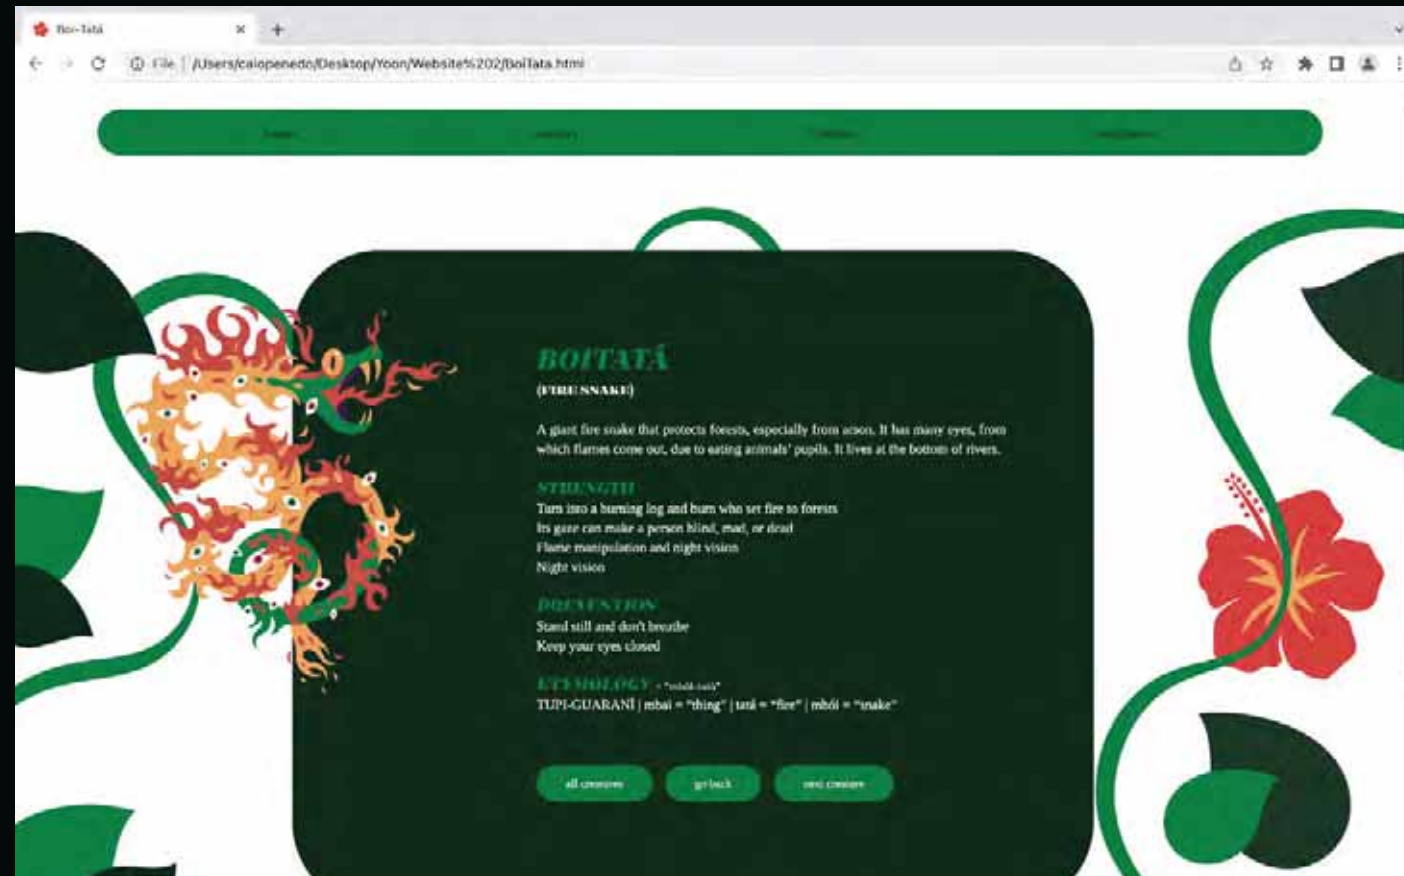 Boi-Tatá
File | /Users/caiopenedo/Desktop/Yoon/Website%202/BoiTata.html
BOITATÁ
(FIRE SNAKE)
A giant fire snake that protects forests, especially from arson. It has many eyes, from
which flames come out, due to eating animals' pupils. It lives at the bottom of rivers.
STRENGTH
Turn into a burning log and burn who set fire to forests
Its gaze can make a person blind, mad, or dead
Flame manipulation and night vision
Night vision
PREVENTION
Stand still and don't breathe
Keep your eyes closed
ETYMOLOGY
TUPI-GUARANÍ | mbai = "thing" | tatá = "fire" | mbói = "snake"
all creatures
go back
next creature